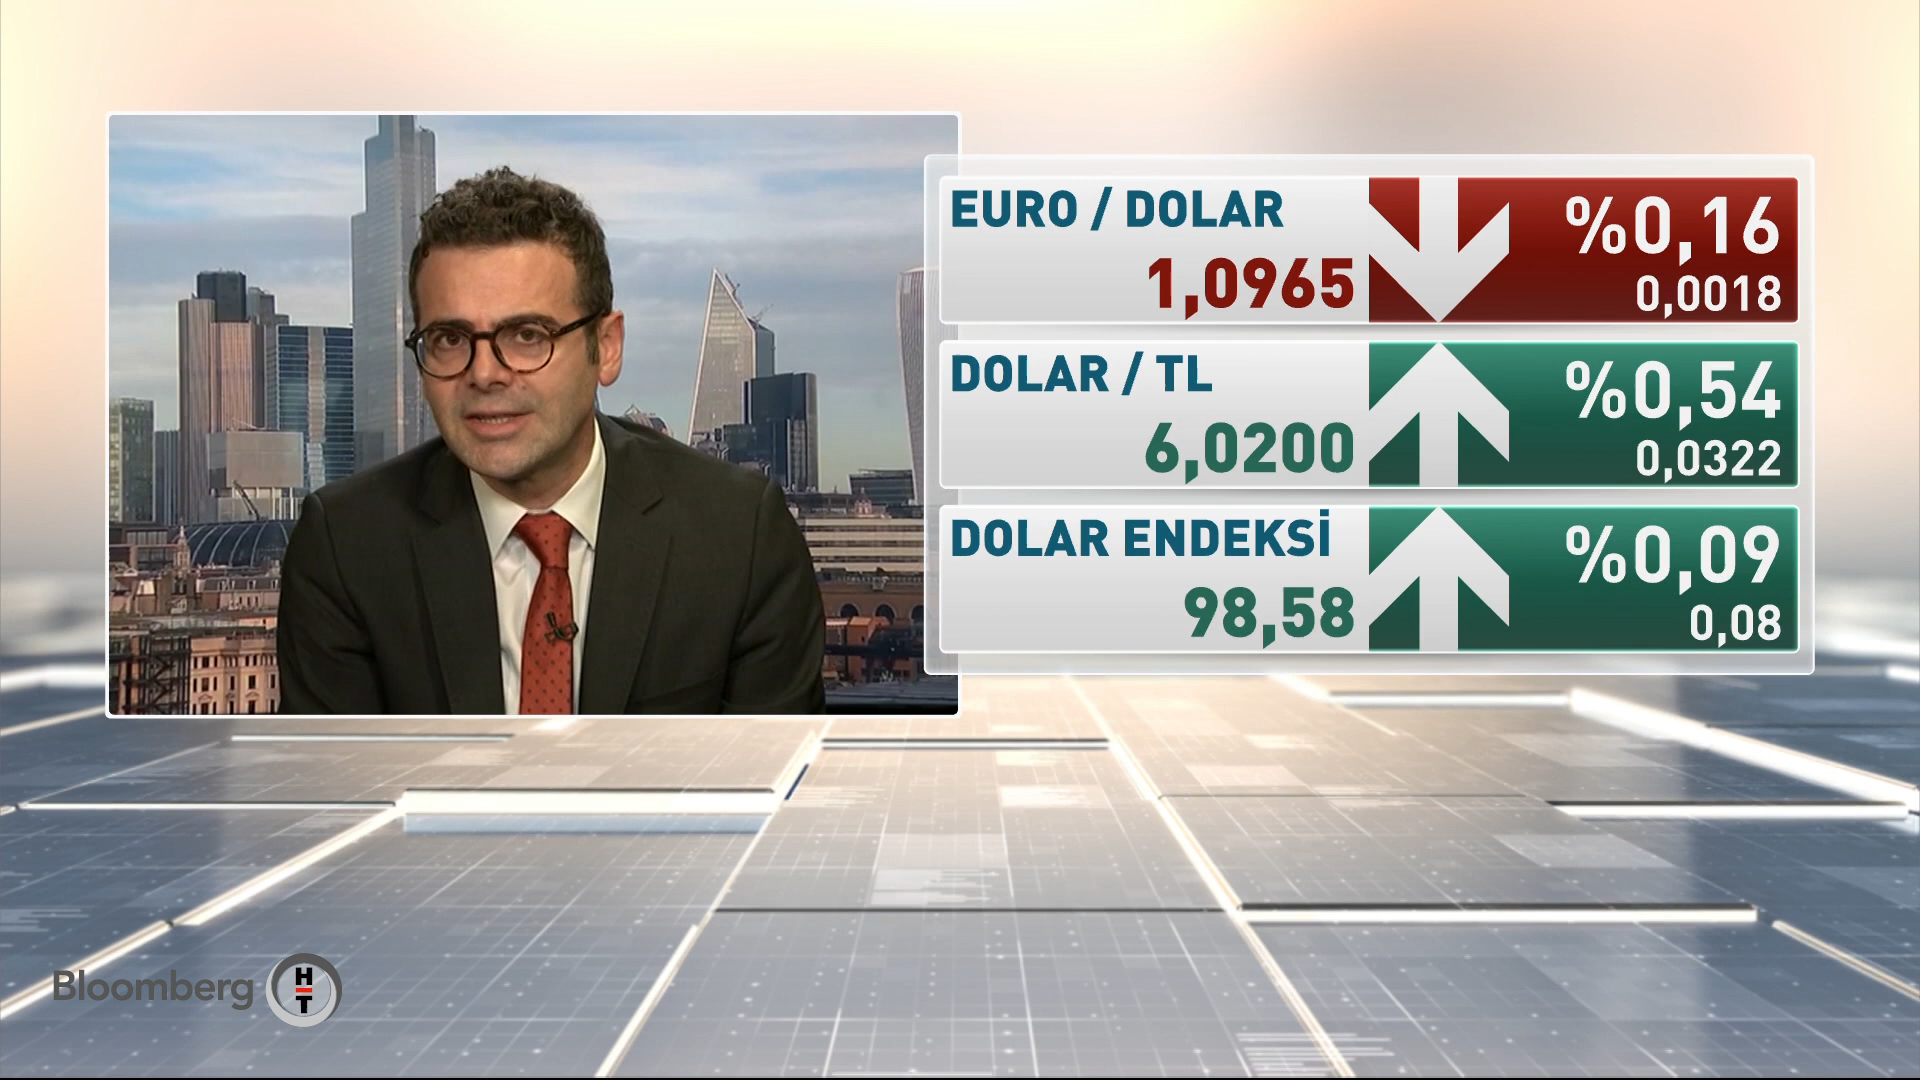 EURO / DOLAR
1,0965
%0,16
0,0018
DOLAR / TL
6,0200
%0,54
0,0322
DOLAR ENDEKSİ
98,58
%0,09
0,08
Bloomberg HT